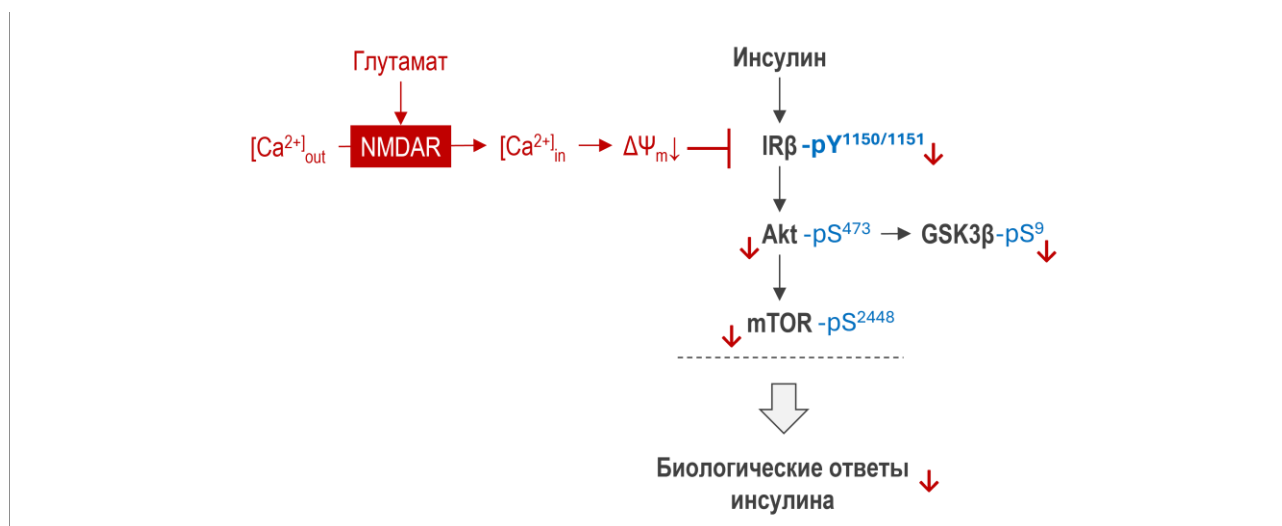 Глутамат
Инсулин
[Ca²⁺]out NMDAR [Ca²⁺]in ΔΨm↓ IRβ -pY¹¹⁵⁰/¹¹⁵¹
Akt -pS⁴⁷³ GSK3β-pS⁹
mTOR -pS²⁴⁴⁸
Биологические ответы
инсулина